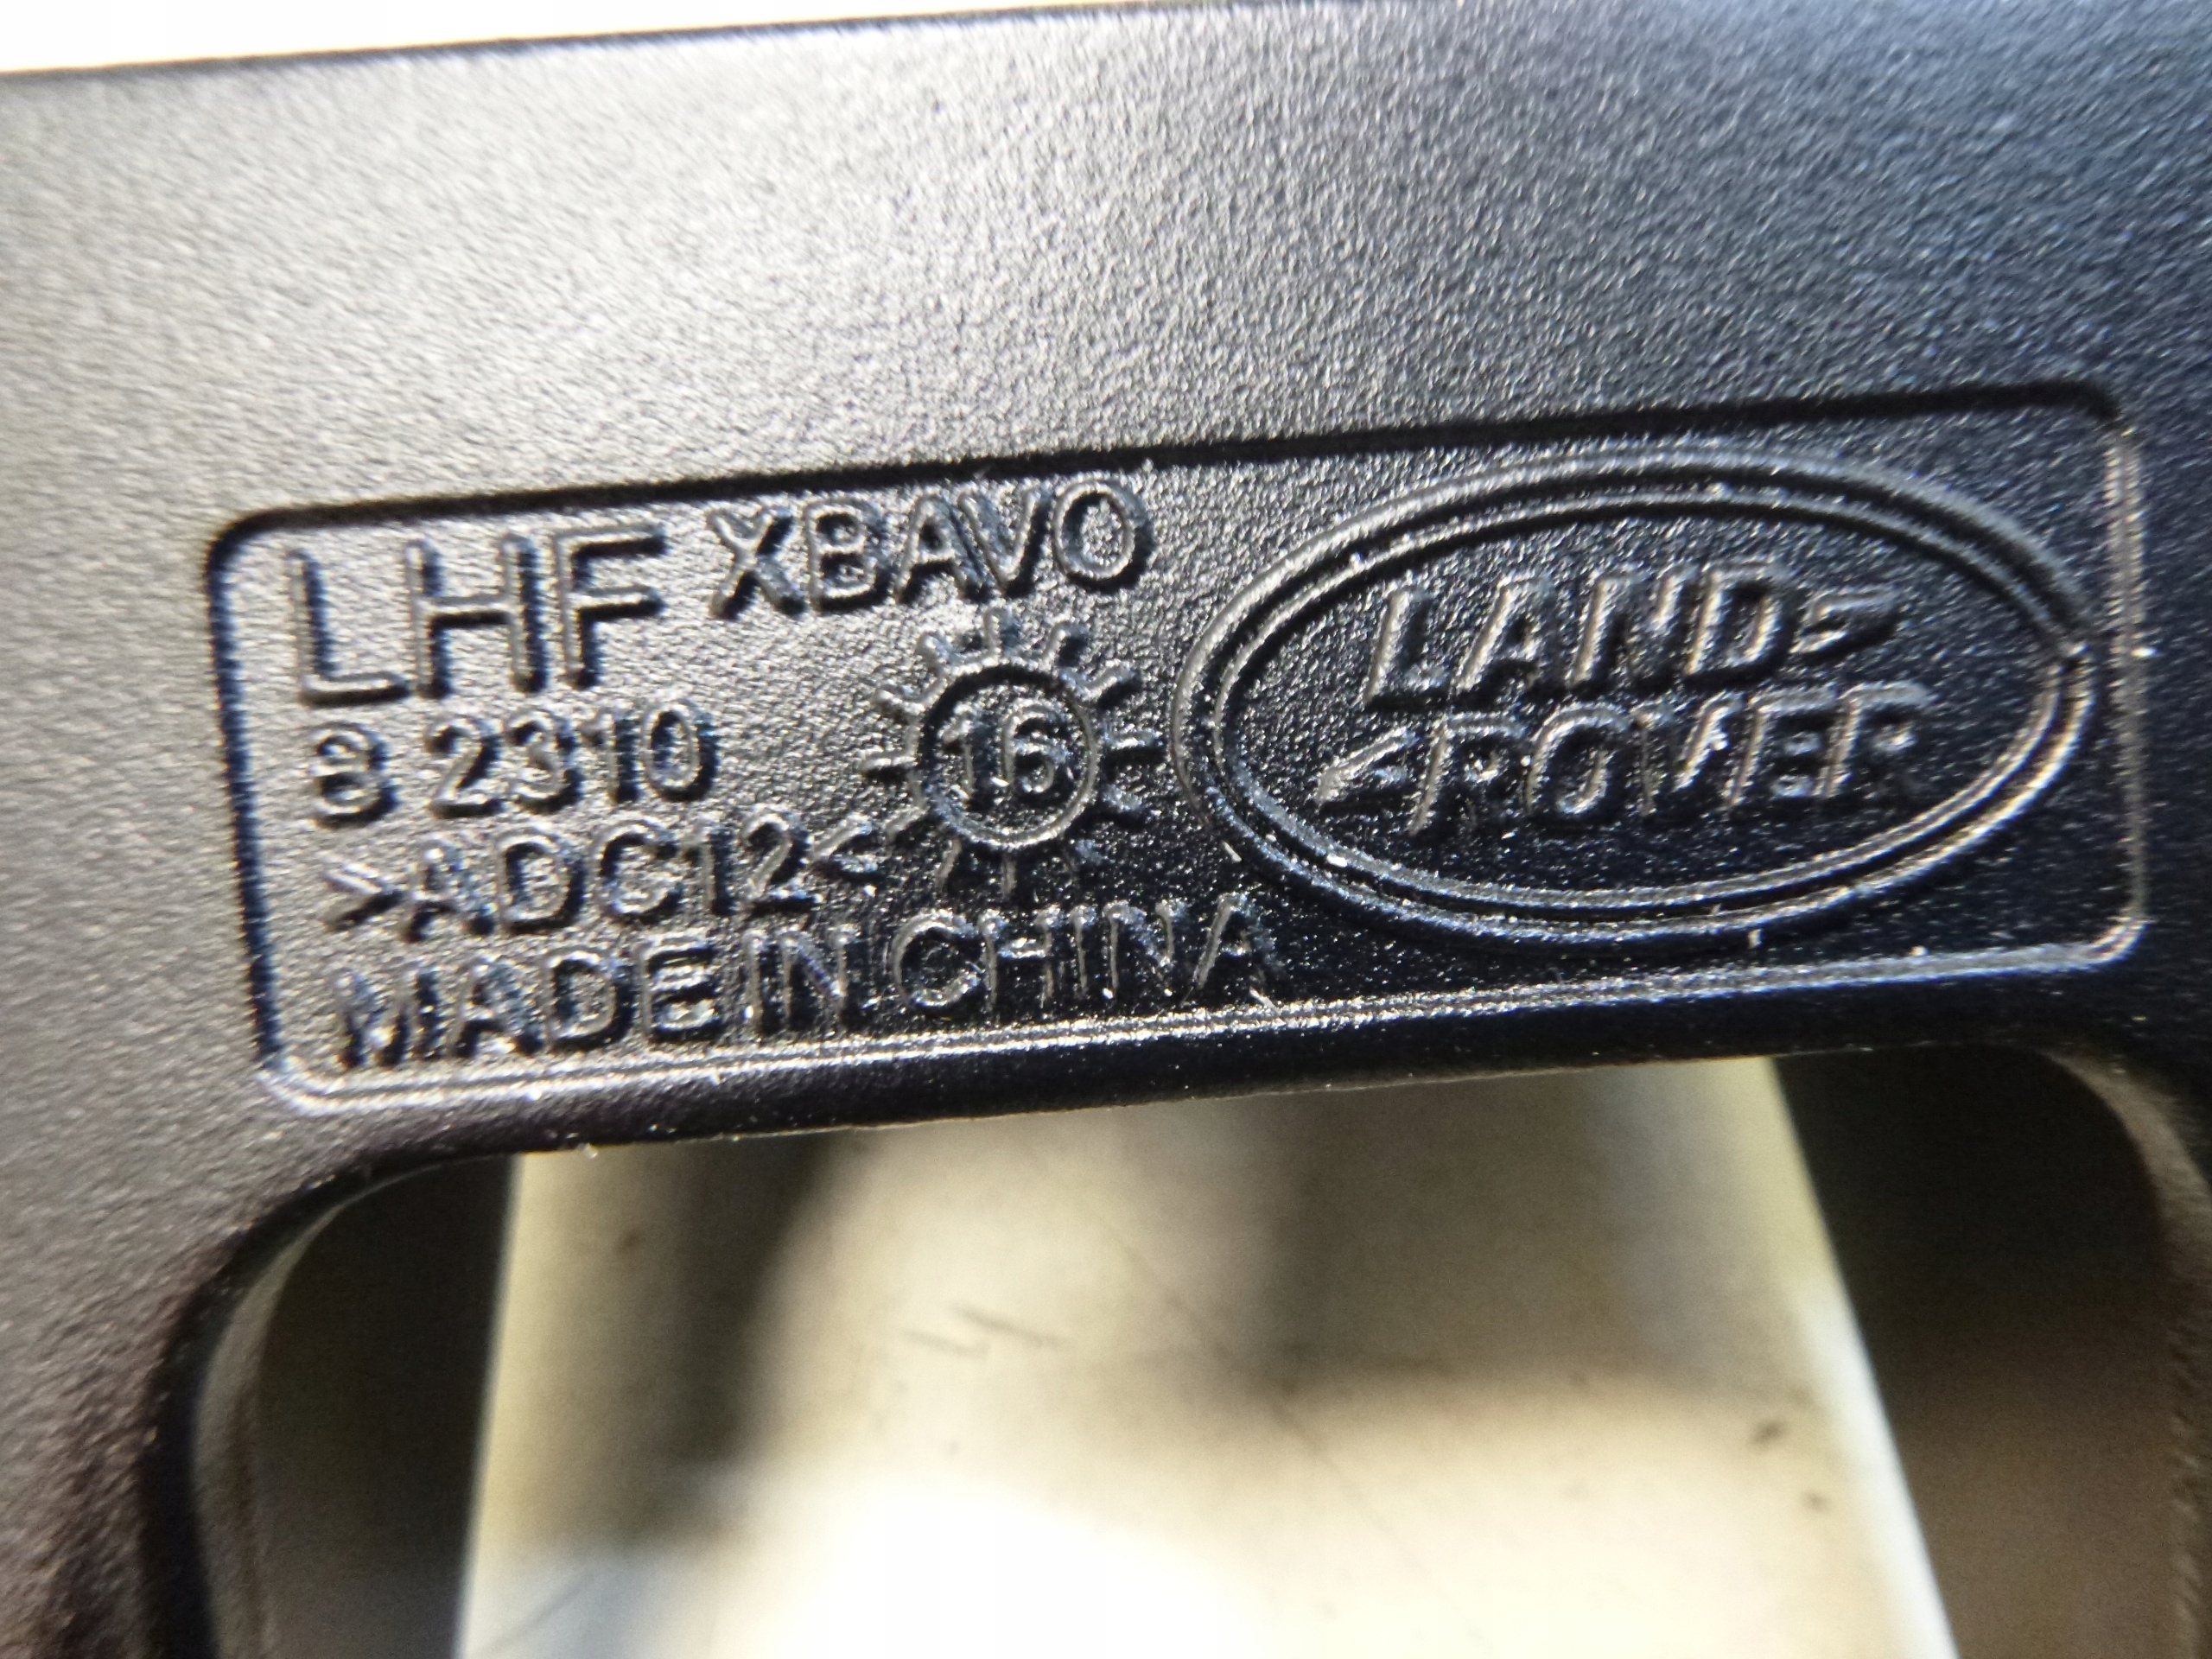 LHF XBAVO
8 2310
16
>ADC12<
MADE IN CHINA
LAND
ROVER